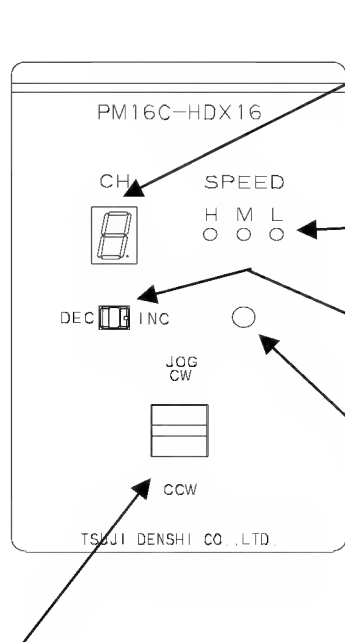 PM16C-HDX16
CH SPEED
H M L
DEC INC
JOG
CW
CCW
TSUJI DENSHI CO.,LTD.